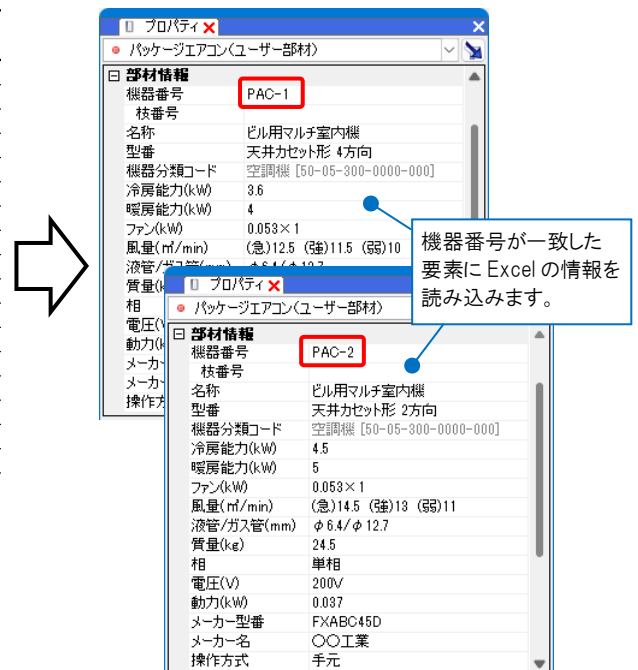 プロパティ
パッケージエアコン(ユーザー部材)
部材情報
機器番号 PAC-1
枝番号
名称 ビル用マルチ室内機
型番 天井カセット形 4方向
機器分類コード 空調機 [50-05-300-0000-000]
冷房能力(kW) 3.6
暖房能力(kW) 4
ファン(kW) 0.053×1
風量(㎥/min) (急)12.5 (強)11.5 (弱)10
液管/ガス管(mm) φ6.4/φ12.7
質量(k
相
電圧(V
動力(k
メーカー
メーカー
操作方
機器番号が一致した
要素に Excel の情報を
読み込みます。
プロパティ
パッケージエアコン(ユーザー部材)
部材情報
機器番号 PAC-2
枝番号
名称 ビル用マルチ室内機
型番 天井カセット形 2方向
機器分類コード 空調機 [50-05-300-0000-000]
冷房能力(kW) 4.5
暖房能力(kW) 5
ファン(kW) 0.053×1
風量(㎥/min) (急)14.5 (強)13 (弱)11
液管/ガス管(mm) φ6.4/φ12.7
質量(kg) 24.5
相 単相
電圧(V) 200V
動力(kW) 0.037
メーカー型番 FXABC45D
メーカー名 〇〇工業
操作方式 手元